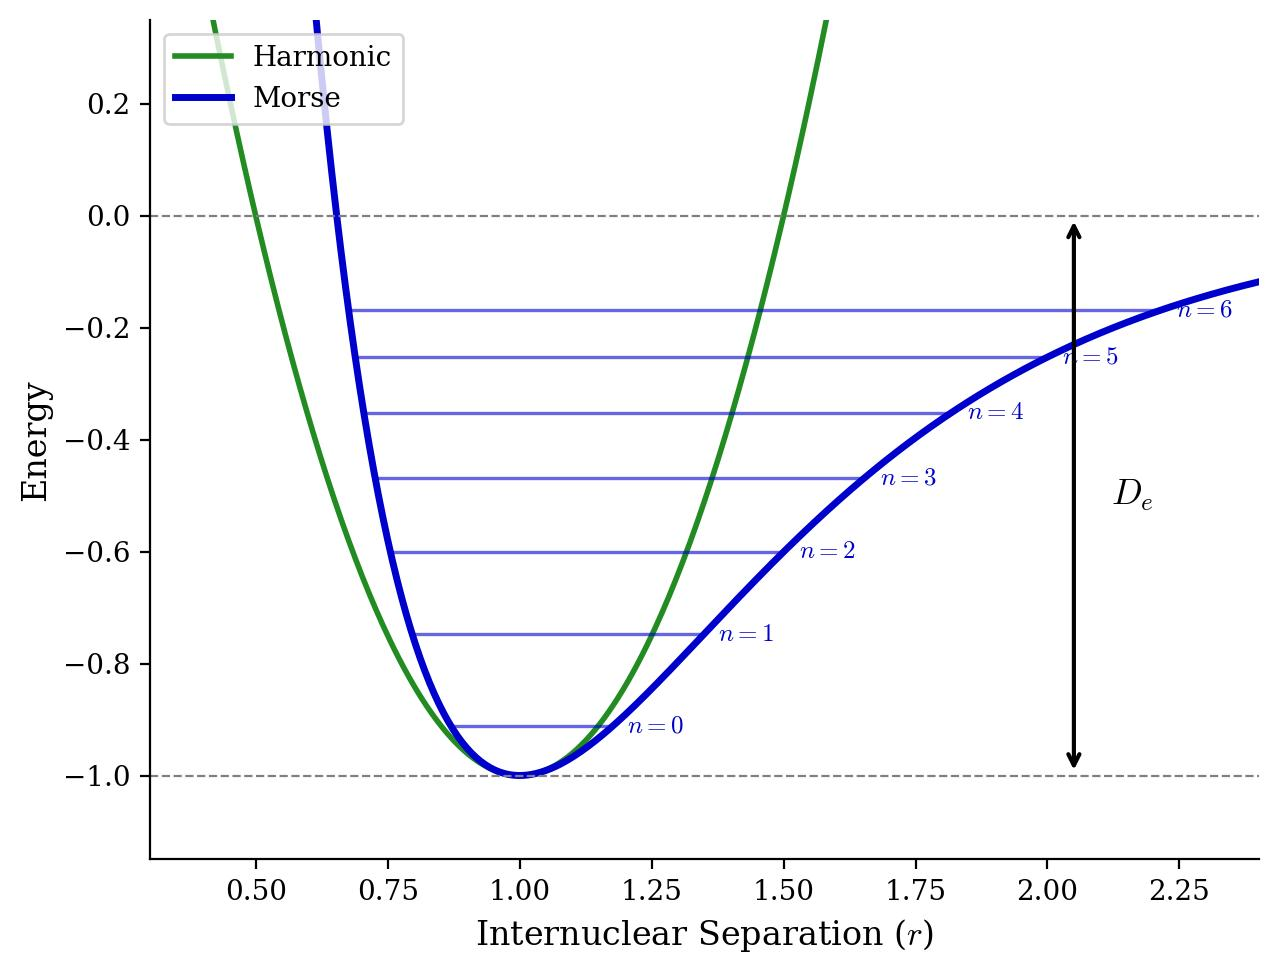 Harmonic
Morse
0.2
0.0
−0.2
−0.4
−0.6
−0.8
−1.0
Energy
n = 6
n = 5
n = 4
n = 3
n = 2
n = 1
n = 0
Dₑ
0.50 0.75 1.00 1.25 1.50 1.75 2.00 2.25
Internuclear Separation (r)